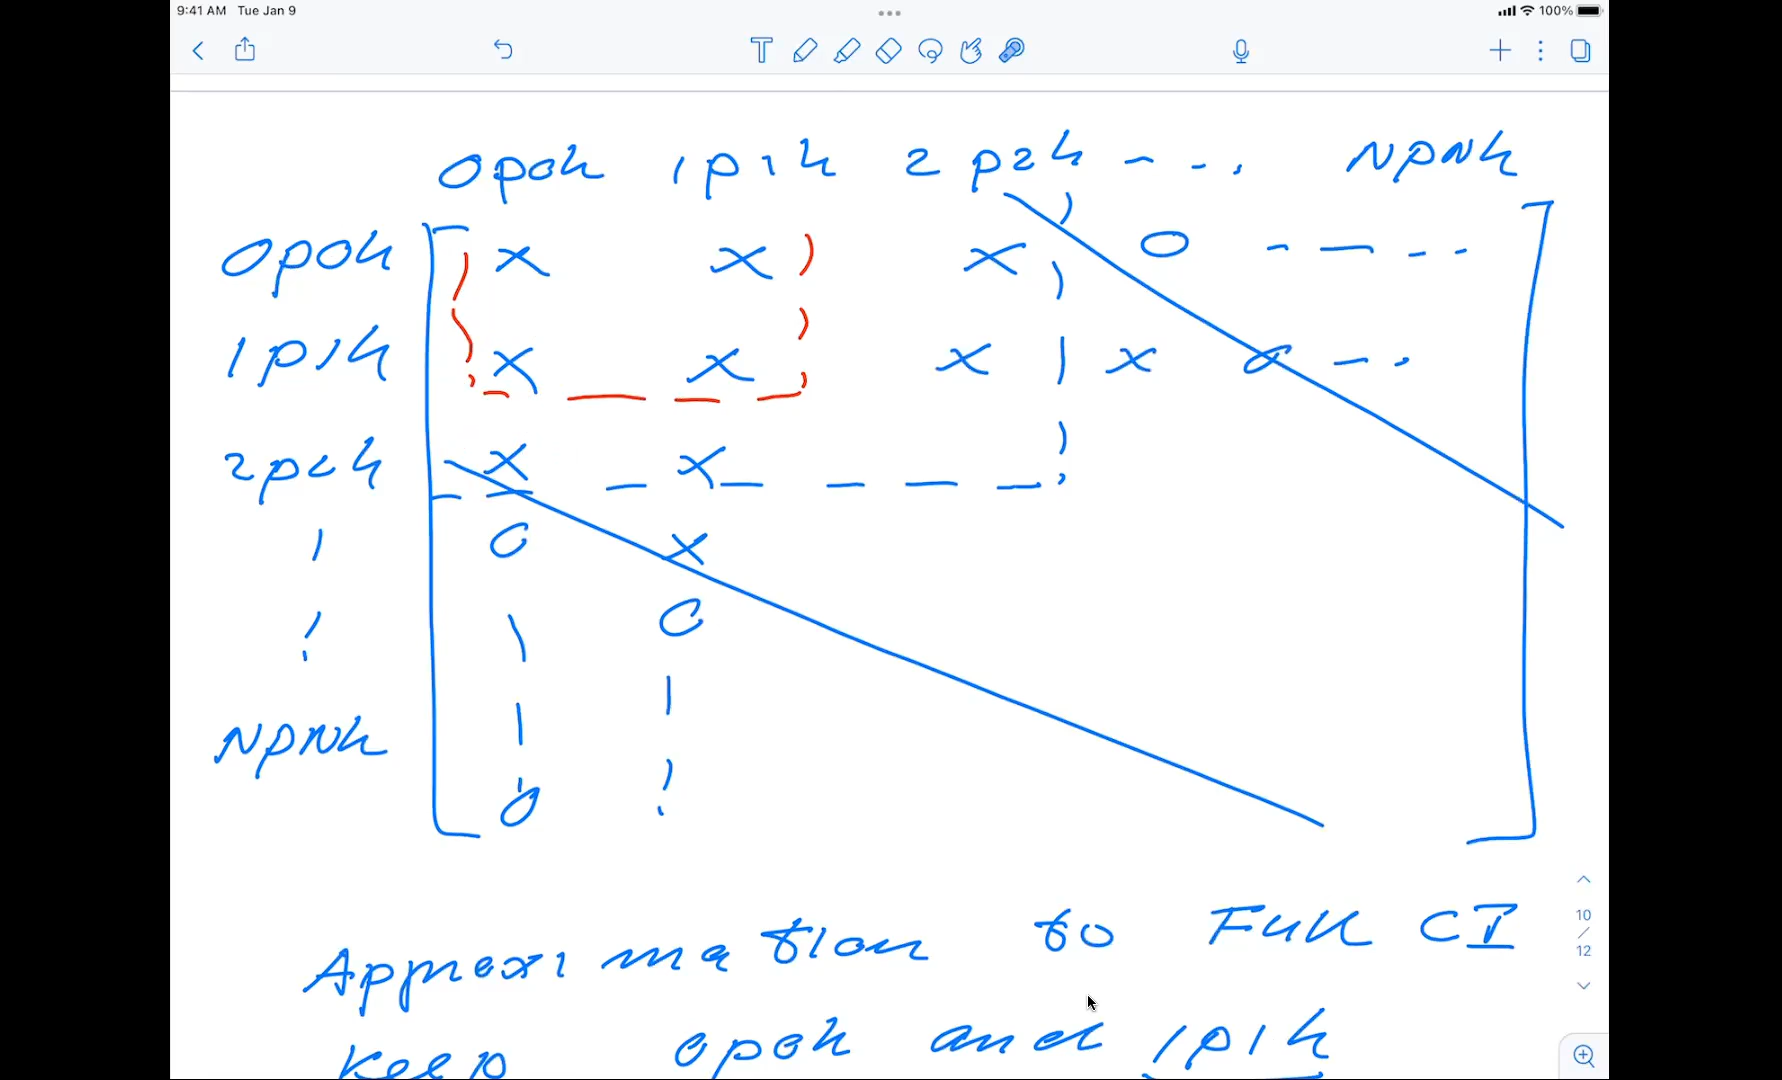 9:41 AM Tue Jan 9
100%
0p0h 1p1h 2p2h - - . . NpNh
0p0h x x x 0 - - - -
1p1h x x x x 0 - - .
2p2h x x
0 x
0
NpNh
0
10
/
12
Approximation to Full CI
Keep 0p0h and 1p1h